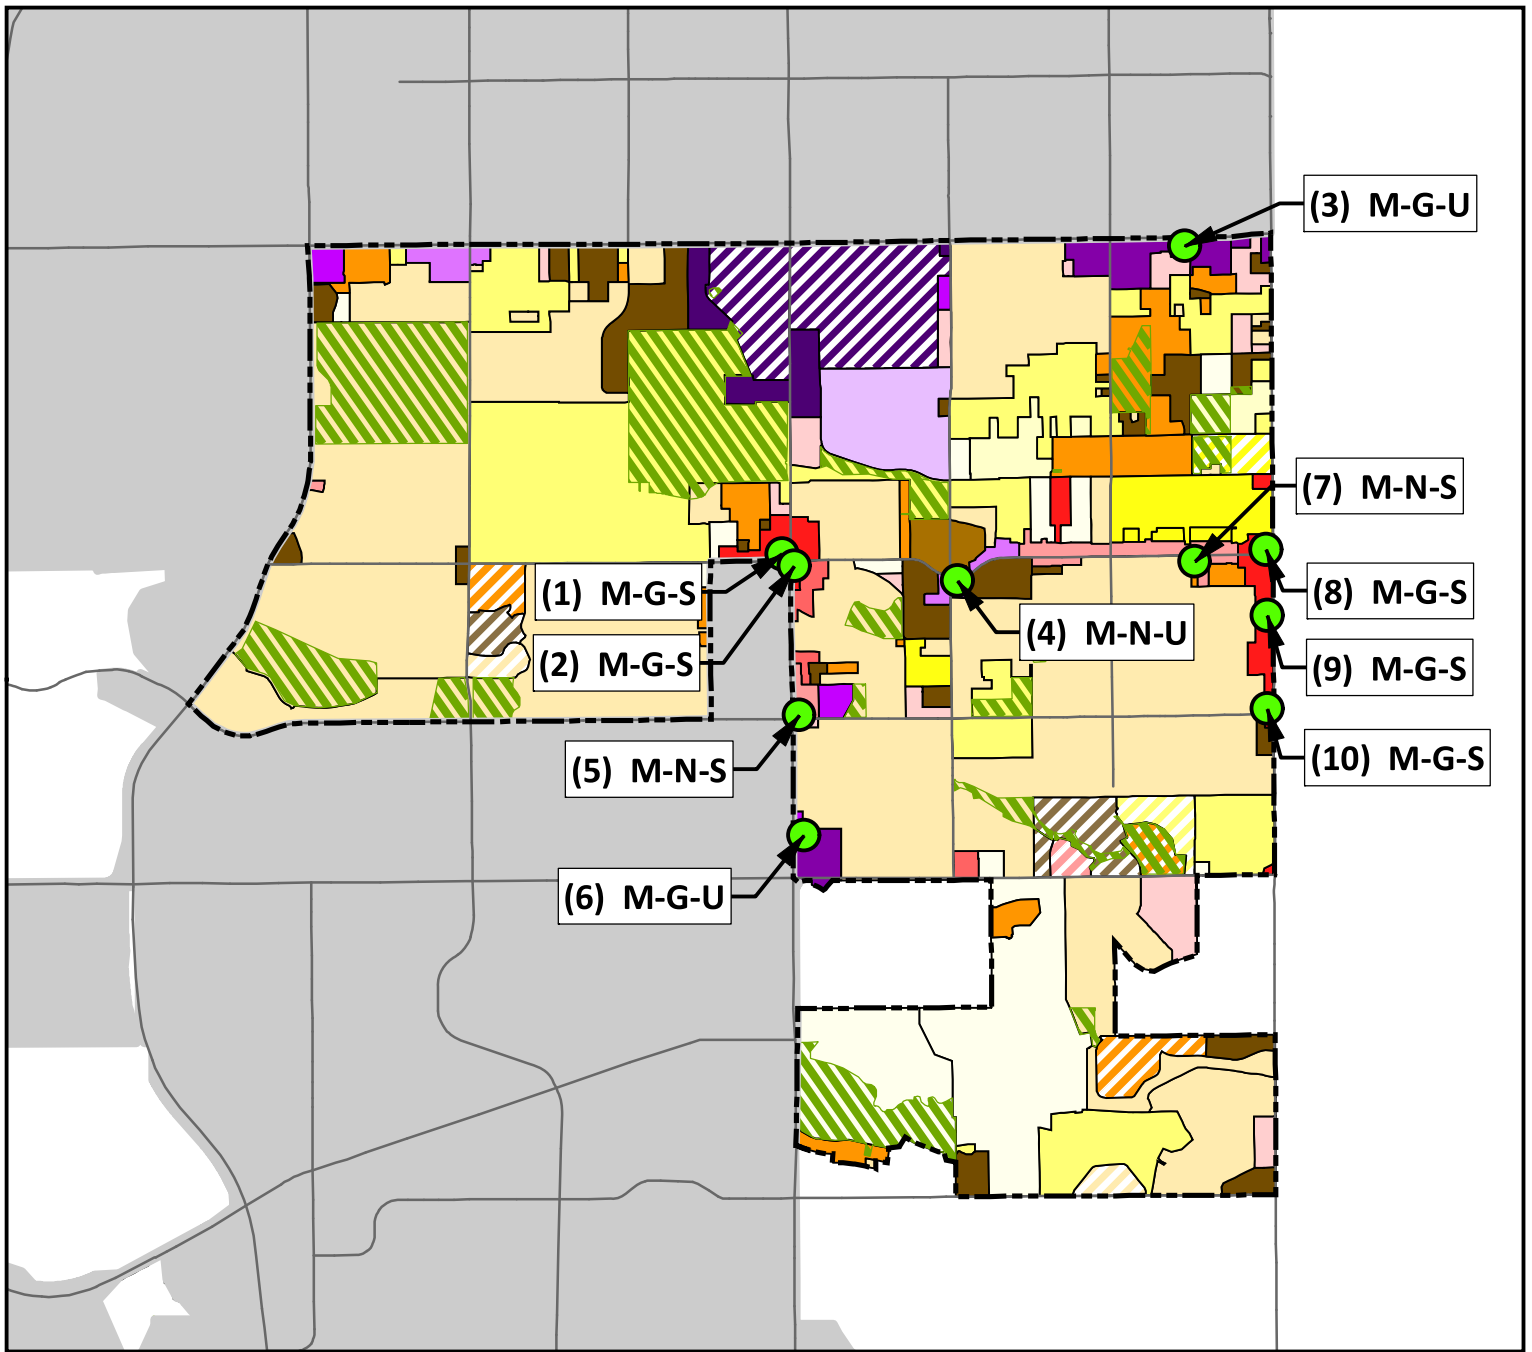 (3) M-G-U
(7) M-N-S
(1) M-G-S
(8) M-G-S
(4) M-N-U
(2) M-G-S
(9) M-G-S
(5) M-N-S
(10) M-G-S
(6) M-G-U